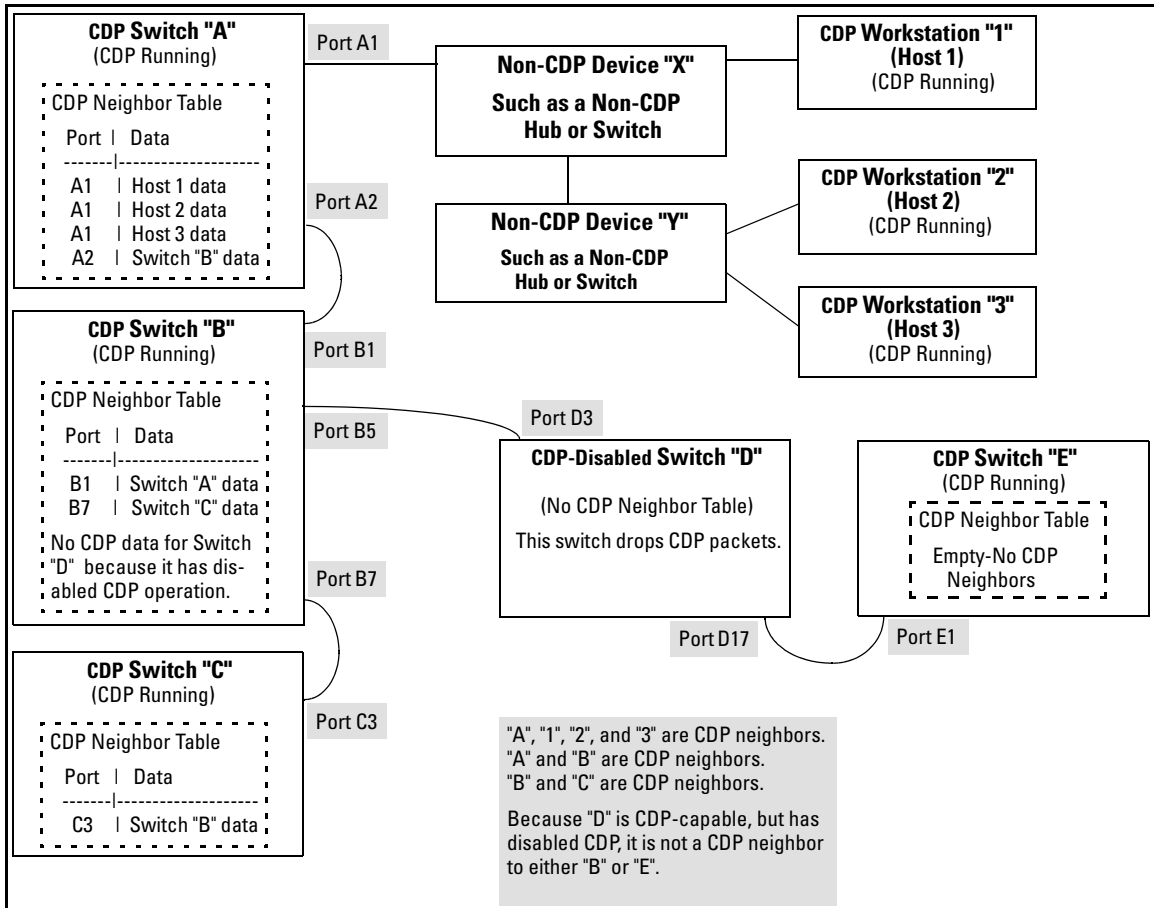 CDP Switch "A"
(CDP Running)
CDP Neighbor Table
Port | Data
-------|--------------------
A1 | Host 1 data
A1 | Host 2 data
A1 | Host 3 data
A2 | Switch "B" data
Port A1
Port A2
Non-CDP Device "X"
Such as a Non-CDP
Hub or Switch
Non-CDP Device "Y"
Such as a Non-CDP
Hub or Switch
CDP Workstation "1"
(Host 1)
(CDP Running)
CDP Workstation "2"
(Host 2)
(CDP Running)
CDP Workstation "3"
(Host 3)
(CDP Running)
CDP Switch "B"
(CDP Running)
CDP Neighbor Table
Port | Data
-------|--------------------
B1 | Switch "A" data
B7 | Switch "C" data
No CDP data for Switch
"D" because it has dis-
abled CDP operation.
Port B1
Port B5
Port B7
Port D3
CDP-Disabled Switch "D"
(No CDP Neighbor Table)
This switch drops CDP packets.
Port D17
CDP Switch "E"
(CDP Running)
CDP Neighbor Table
Empty-No CDP
Neighbors
Port E1
CDP Switch "C"
(CDP Running)
CDP Neighbor Table
Port | Data
-------|--------------------
C3 | Switch "B" data
Port C3
"A", "1", "2", and "3" are CDP neighbors.
"A" and "B" are CDP neighbors.
"B" and "C" are CDP neighbors.
Because "D" is CDP-capable, but has
disabled CDP, it is not a CDP neighbor
to either "B" or "E".